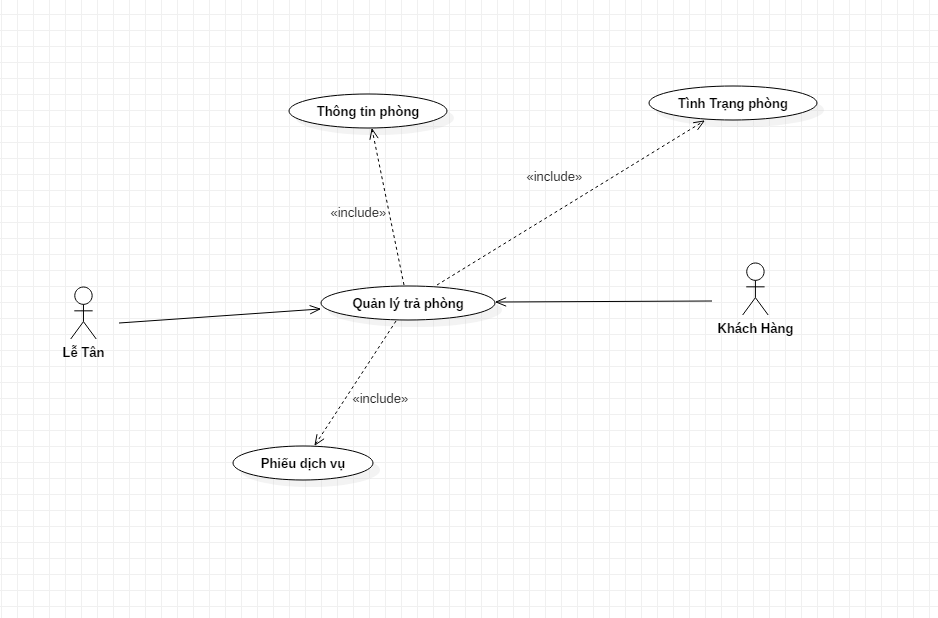 Thông tin phòng
Tình Trạng phòng
«include»
«include»
Quản lý trả phòng
Lễ Tân
Khách Hàng
«include»
Phiếu dịch vụ